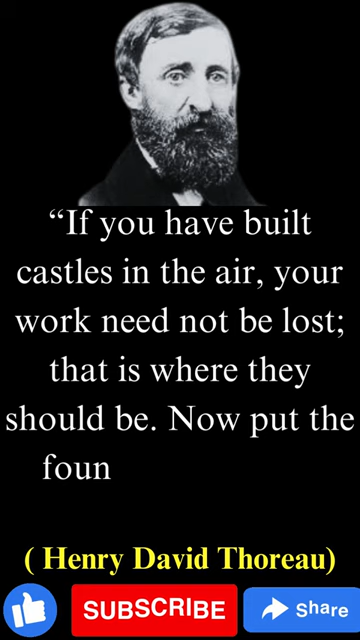 “If you have built
castles in the air, your
work need not be lost;
that is where they
should be. Now put the
foun
( Henry David Thoreau)
SUBSCRIBE
Share